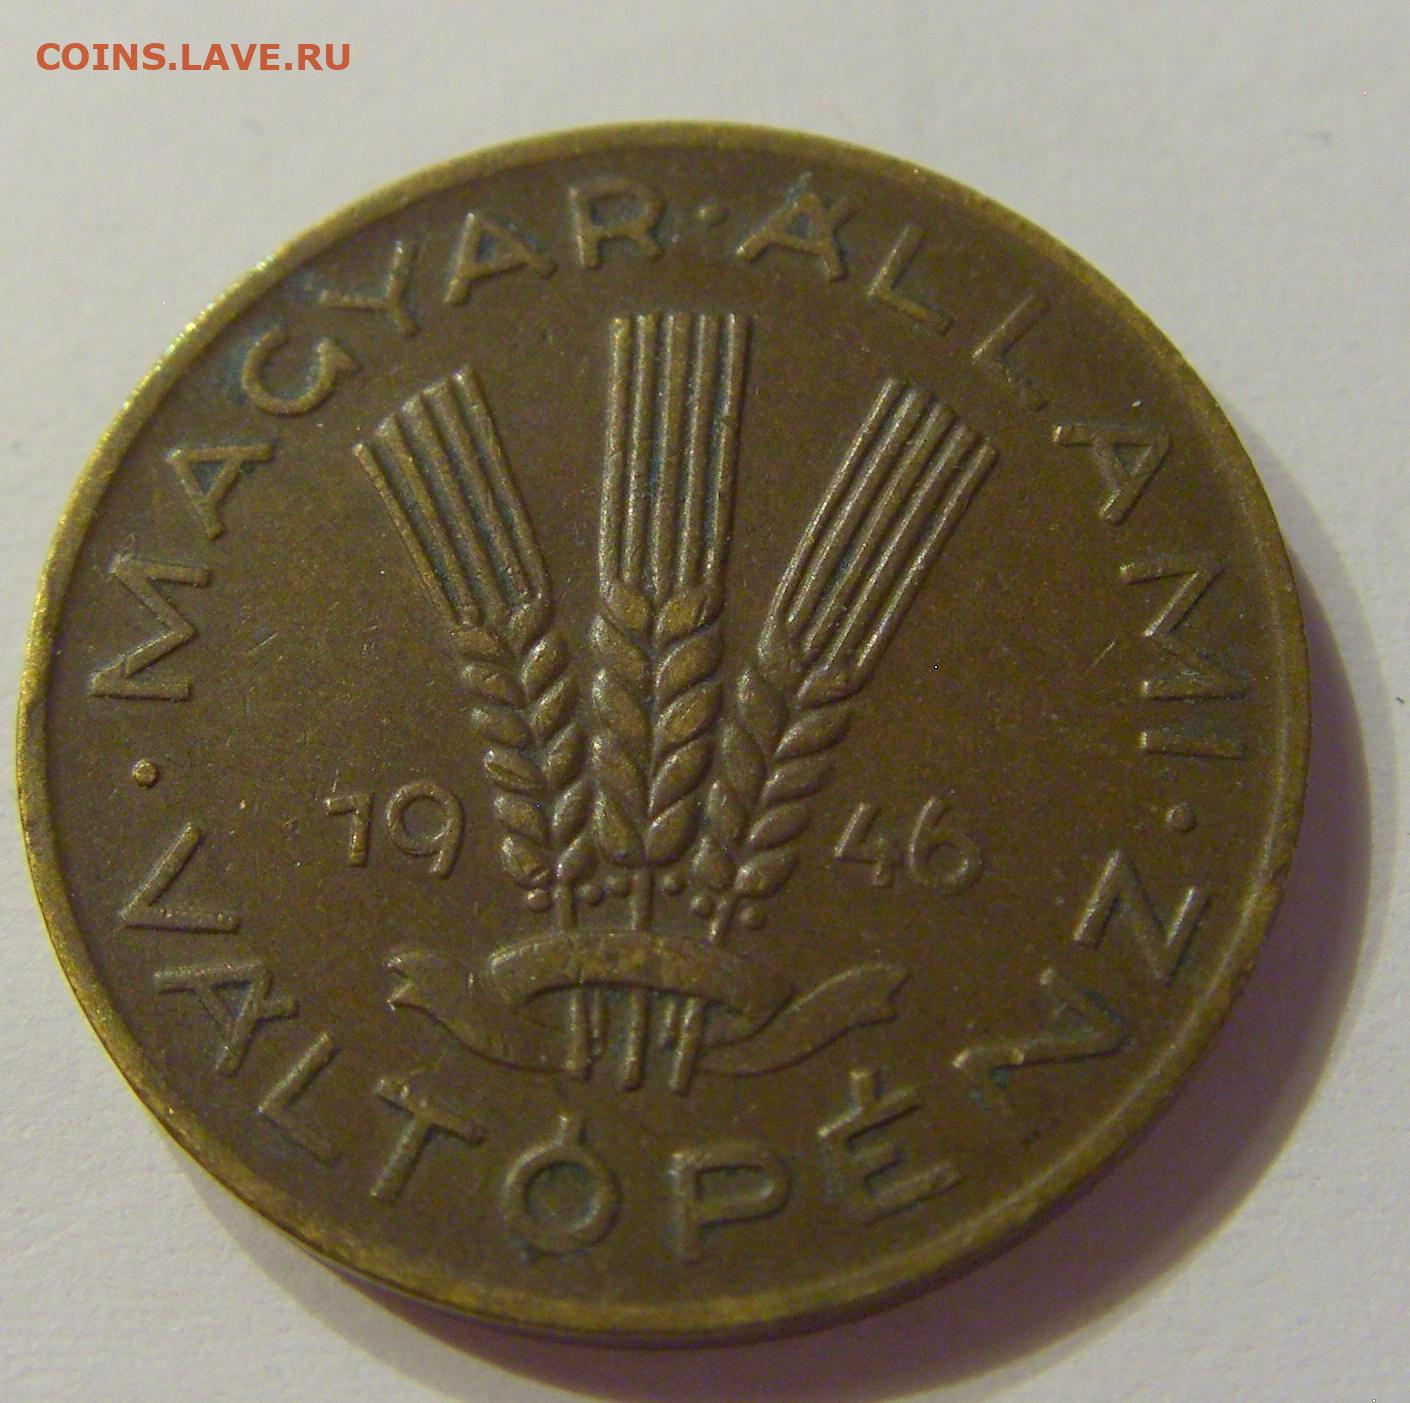 COINS.LAVE.RU
MAGYAR · ÁLLAMI · VÁLTÓPÉNZ ·
1946